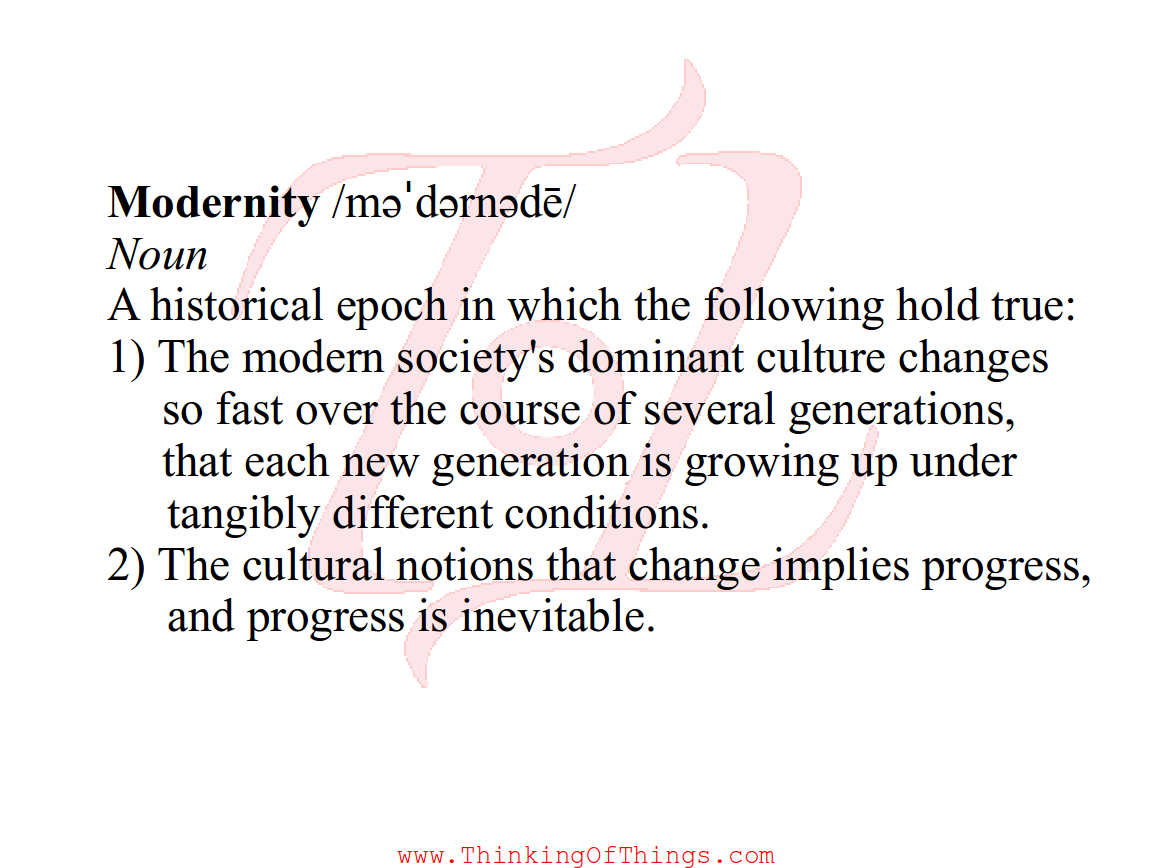 Modernity /məˈdərnədē/
Noun
A historical epoch in which the following hold true:
1) The modern society's dominant culture changes
so fast over the course of several generations,
that each new generation is growing up under
tangibly different conditions.
2) The cultural notions that change implies progress,
and progress is inevitable.
www.ThinkingOfThings.com